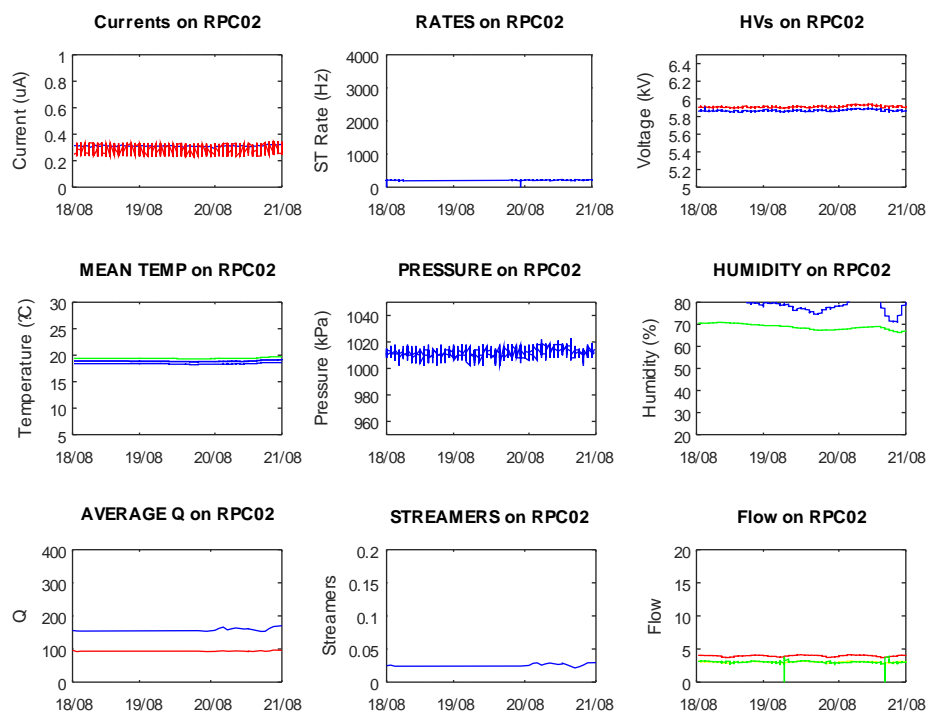 Currents on RPC02
RATES on RPC02
HVs on RPC02
Current (uA)
1
0.8
0.6
0.4
0.2
0
18/08 19/08 20/08 21/08
ST Rate (Hz)
4000
3000
2000
1000
0
18/08 19/08 20/08 21/08
Voltage (kV)
6.4
6.2
6
5.8
5.6
5.4
5.2
5
18/08 19/08 20/08 21/08
MEAN TEMP on RPC02
PRESSURE on RPC02
HUMIDITY on RPC02
Temperature (?C)
30
25
20
15
10
5
18/08 19/08 20/08 21/08
Pressure (kPa)
1040
1020
1000
980
960
18/08 19/08 20/08 21/08
Humidity (%)
80
70
60
50
40
30
20
18/08 19/08 20/08 21/08
AVERAGE Q on RPC02
STREAMERS on RPC02
Flow on RPC02
Q
400
300
200
100
0
18/08 19/08 20/08 21/08
Streamers
0.2
0.15
0.1
0.05
0
18/08 19/08 20/08 21/08
Flow
20
15
10
5
0
18/08 19/08 20/08 21/08